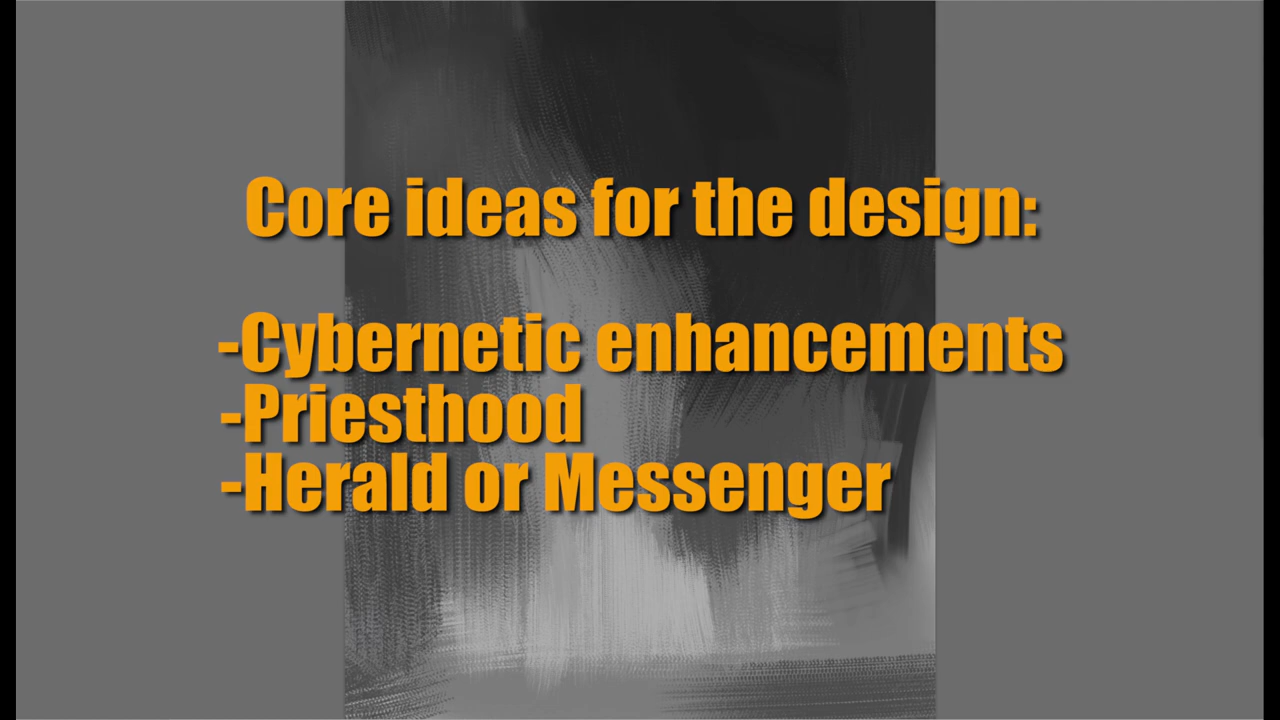 Core ideas for the design:
-Cybernetic enhancements
-Priesthood
-Herald or Messenger